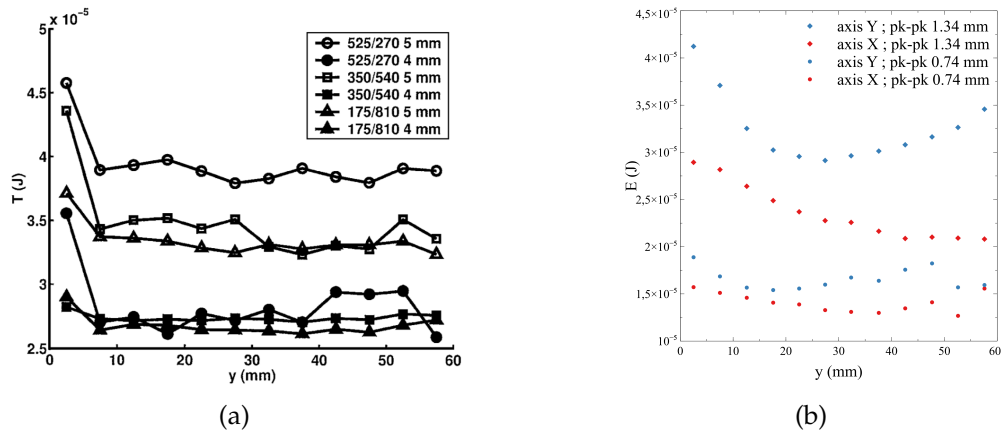 x 10⁻⁵
5
4.5
4
3.5
3
2.5
T (J)
0 10 20 30 40 50 60
y (mm)
525/270 5 mm
525/270 4 mm
350/540 5 mm
350/540 4 mm
175/810 5 mm
175/810 4 mm
(a)
4,5×10⁻⁵
4×10⁻⁵
3,5×10⁻⁵
3×10⁻⁵
2,5×10⁻⁵
2×10⁻⁵
1,5×10⁻⁵
10⁻⁵
E (J)
0 10 20 30 40 50 60
y (mm)
axis Y ; pk-pk 1.34 mm
axis X ; pk-pk 1.34 mm
axis Y ; pk-pk 0.74 mm
axis X ; pk-pk 0.74 mm
(b)